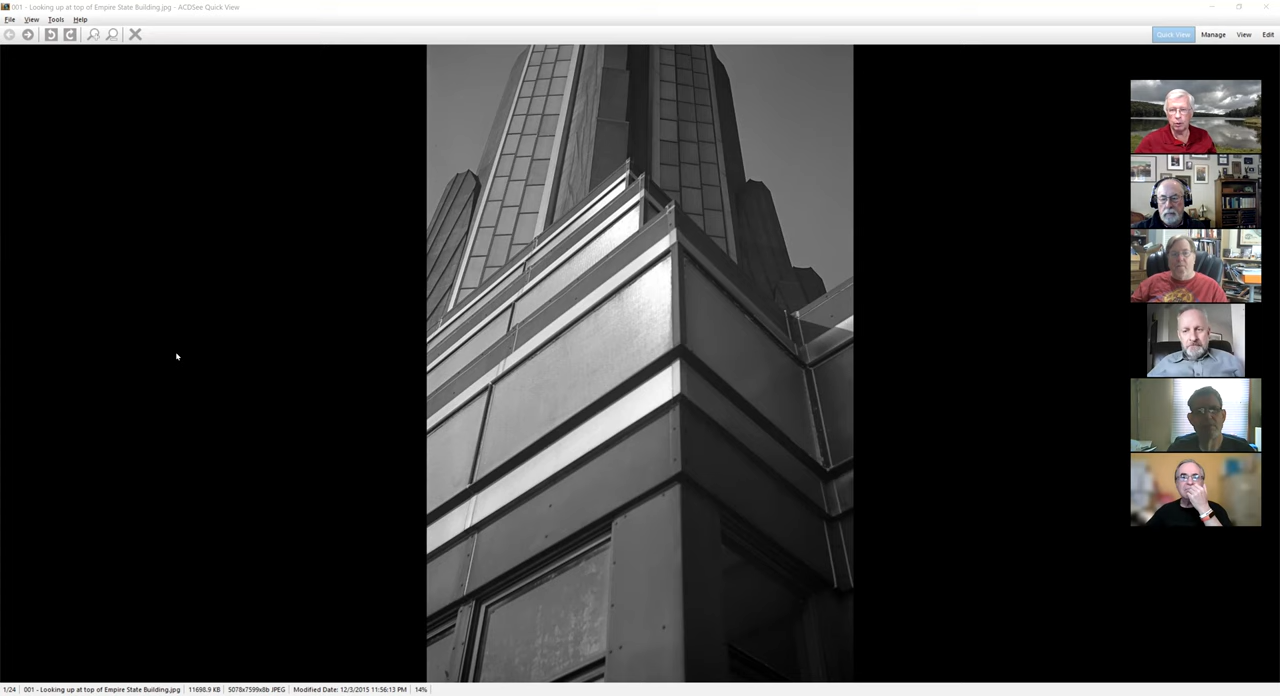 001 - Looking up at top of Empire State Building.jpg - ACDSee Quick View
File View Tools Help
Quick View Manage View Edit
1/24 001 - Looking up at top of Empire State Building.jpg 11698.9 KB 5078x7599x8b JPEG Modified Date: 12/3/2015 11:56:13 PM 14%